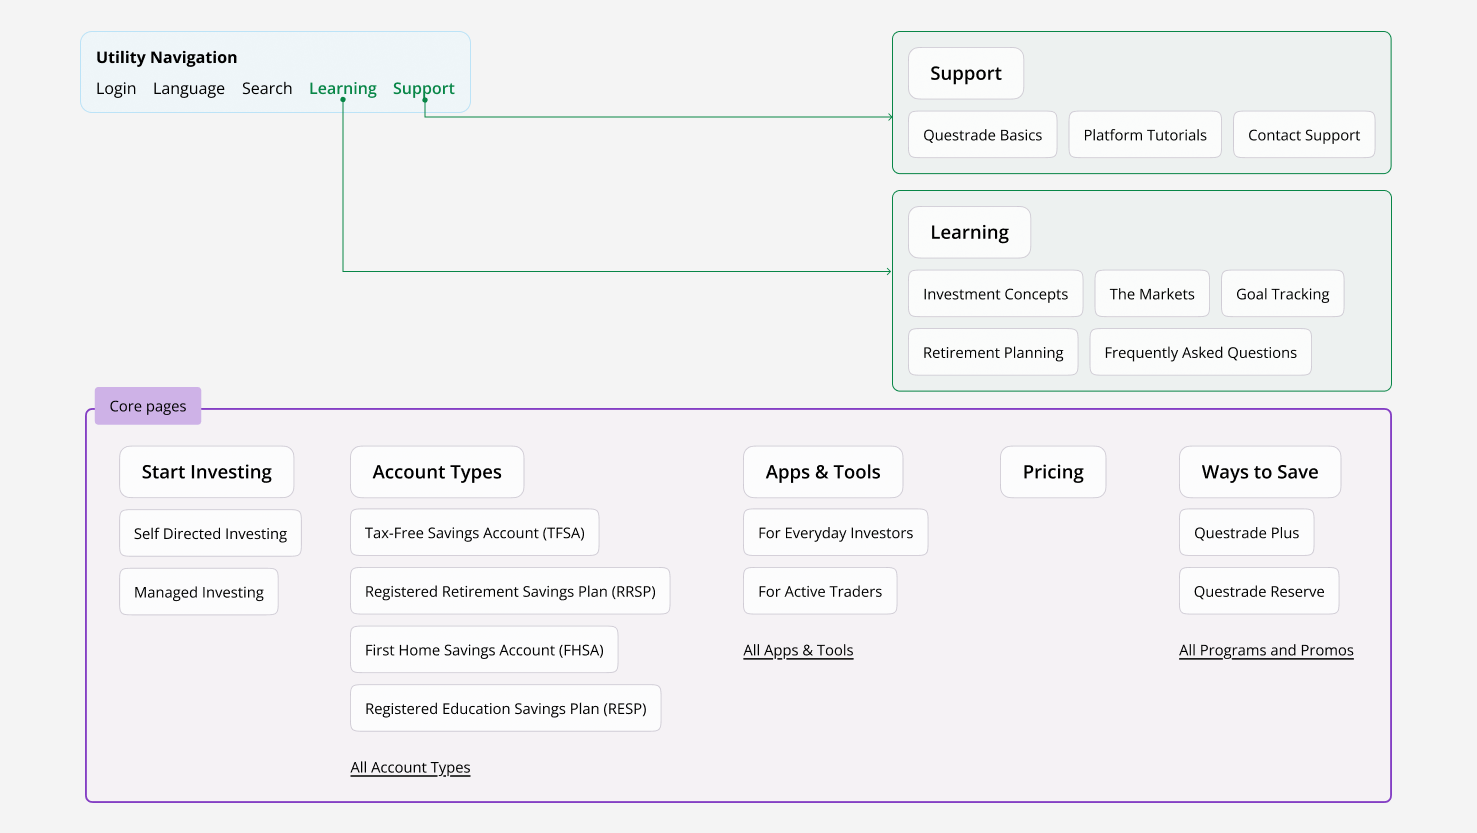 Utility Navigation
Login Language Search Learning Support
Support
Questrade Basics Platform Tutorials Contact Support
Learning
Investment Concepts The Markets Goal Tracking
Retirement Planning Frequently Asked Questions
Core pages
Start Investing
Self Directed Investing
Managed Investing
Account Types
Tax-Free Savings Account (TFSA)
Registered Retirement Savings Plan (RRSP)
First Home Savings Account (FHSA)
Registered Education Savings Plan (RESP)
All Account Types
Apps & Tools
For Everyday Investors
For Active Traders
All Apps & Tools
Pricing
Ways to Save
Questrade Plus
Questrade Reserve
All Programs and Promos